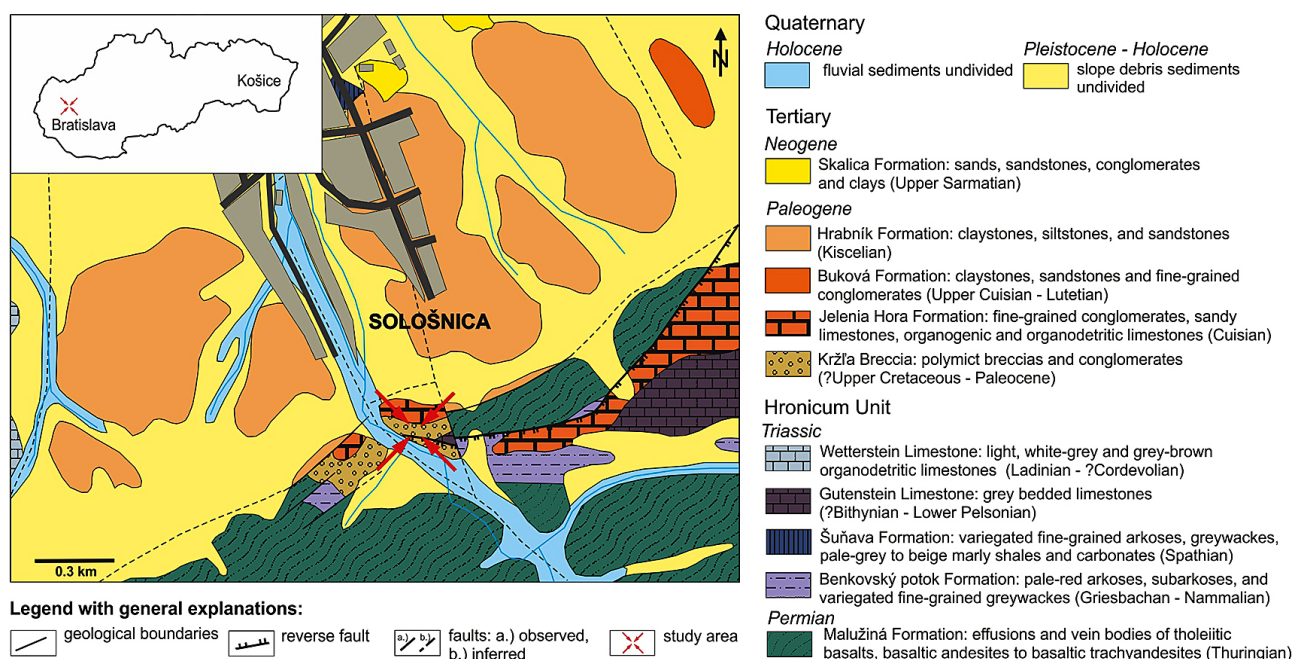 Košice
Bratislava
N
SOLOŠNICA
0.3 km
Legend with general explanations:
geological boundaries
reverse fault
a.) b.)
faults: a.) observed,
b.) inferred
study area
Quaternary
Holocene
fluvial sediments undivided
Pleistocene - Holocene
slope debris sediments
undivided
Tertiary
Neogene
Skalica Formation: sands, sandstones, conglomerates
and clays (Upper Sarmatian)
Paleogene
Hrabník Formation: claystones, siltstones, and sandstones
(Kiscelian)
Buková Formation: claystones, sandstones and fine-grained
conglomerates (Upper Cuisian - Lutetian)
Jelenia Hora Formation: fine-grained conglomerates, sandy
limestones, organogenic and organodetritic limestones (Cuisian)
Kržľa Breccia: polymict breccias and conglomerates
(?Upper Cretaceous - Paleocene)
Hronicum Unit
Triassic
Wetterstein Limestone: light, white-grey and grey-brown
organodetritic limestones (Ladinian - ?Cordevolian)
Gutenstein Limestone: grey bedded limestones
(?Bithynian - Lower Pelsonian)
Šuňava Formation: variegated fine-grained arkoses, greywackes,
pale-grey to beige marly shales and carbonates (Spathian)
Benkovský potok Formation: pale-red arkoses, subarkoses, and
variegated fine-grained greywackes (Griesbachan - Nammalian)
Permian
Malužiná Formation: effusions and vein bodies of tholeiitic
basalts, basaltic andesites to basaltic trachyandesites (Thuringian)